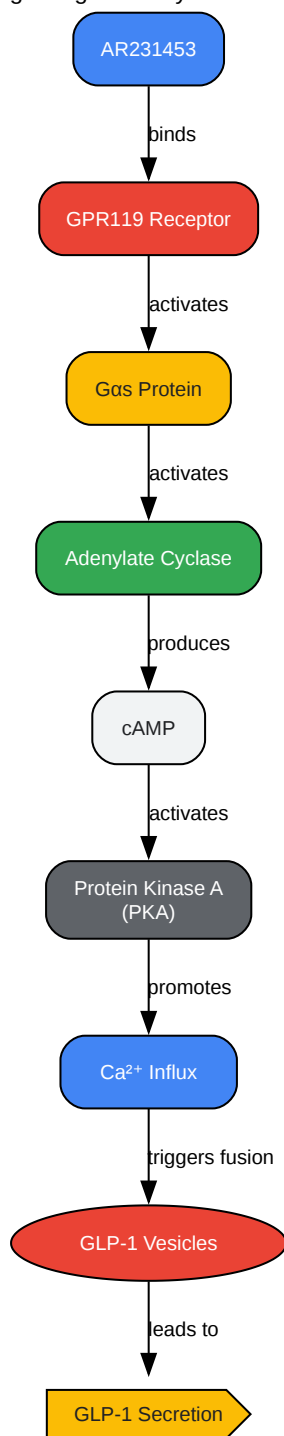 AR231453
binds
GPR119 Receptor
activates
Gαs Protein
activates
Adenylate Cyclase
produces
cAMP
activates
Protein Kinase A
(PKA)
promotes
Ca²⁺ Influx
triggers fusion
GLP-1 Vesicles
leads to
GLP-1 Secretion